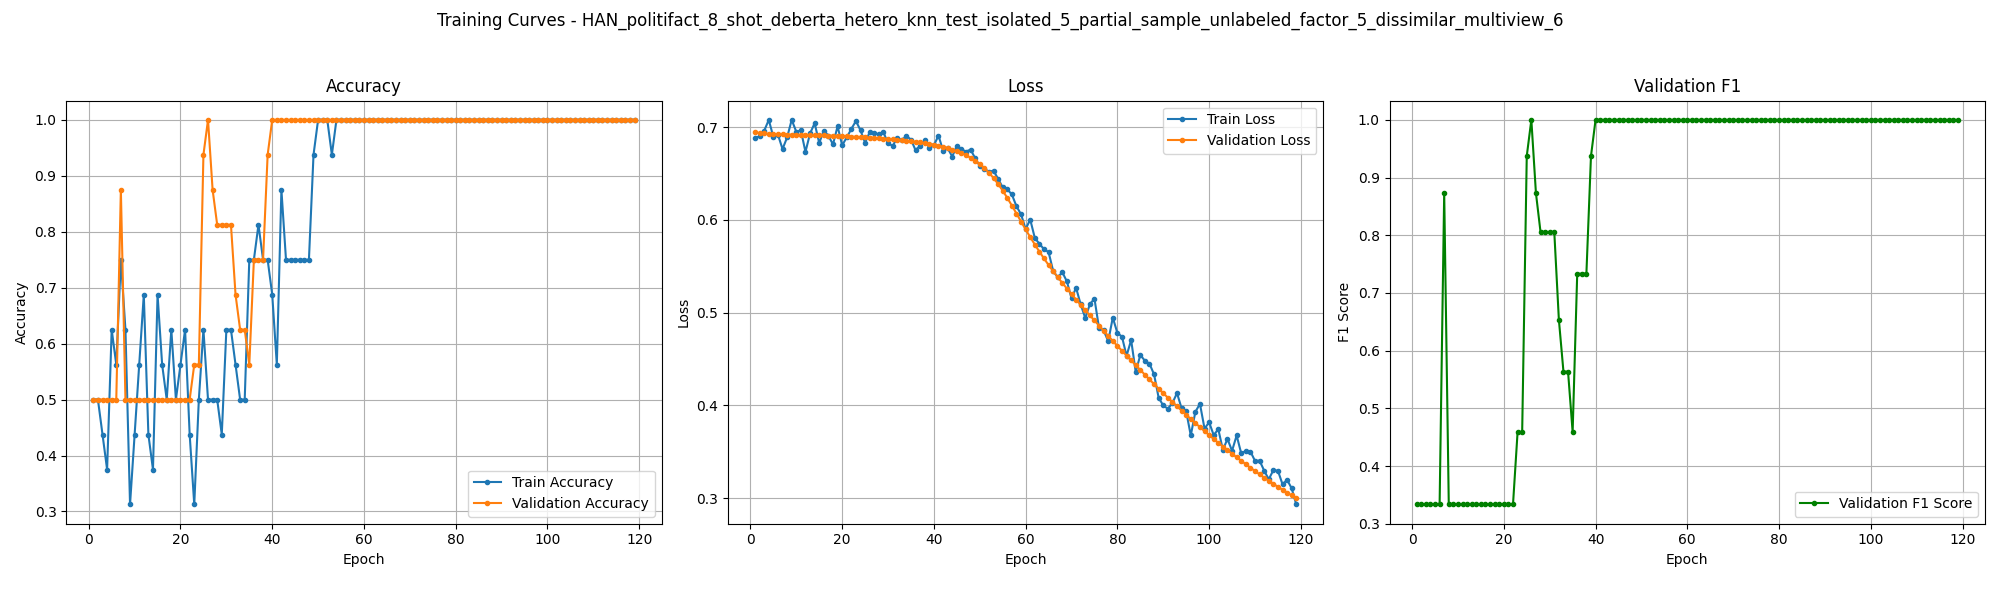 Training Curves - HAN_politifact_8_shot_deberta_hetero_knn_test_isolated_5_partial_sample_unlabeled_factor_5_dissimilar_multiview_6
Accuracy
1.0
0.9
0.8
0.7
0.6
0.5
0.4
0.3
Accuracy
0 20 40 60 80 100 120
Epoch
Train Accuracy
Validation Accuracy
Loss
0.7
0.6
0.5
0.4
0.3
Loss
0 20 40 60 80 100 120
Epoch
Train Loss
Validation Loss
Validation F1
1.0
0.9
0.8
0.7
0.6
0.5
0.4
0.3
F1 Score
0 20 40 60 80 100 120
Epoch
Validation F1 Score